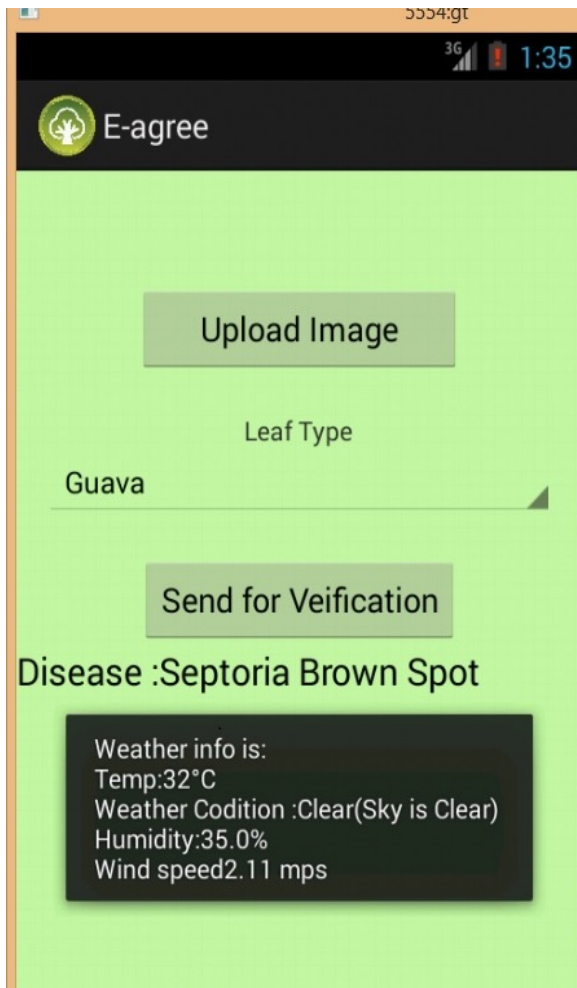 5554:gt
3G 1:35
E-agree
Upload Image
Leaf Type
Guava
Send for Veification
Disease :Septoria Brown Spot
Weather info is:
Temp:32°C
Weather Codition :Clear(Sky is Clear)
Humidity:35.0%
Wind speed2.11 mps